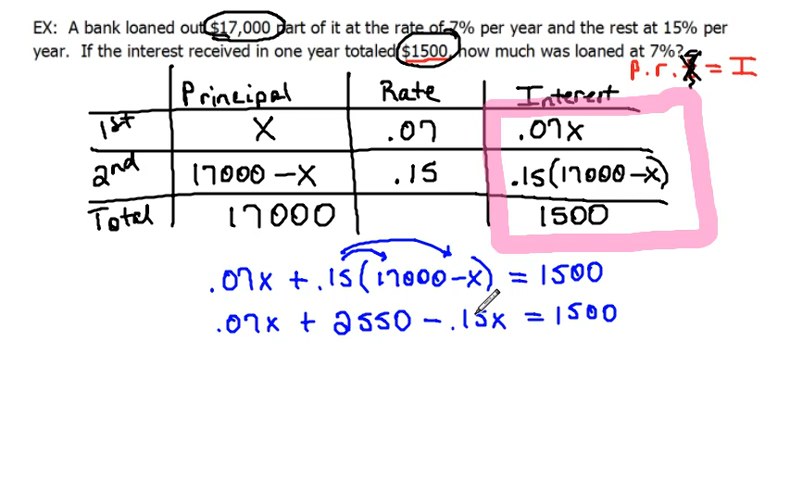 EX: A bank loaned out $17,000 part of it at the rate of 7% per year and the rest at 15% per
year. If the interest received in one year totaled $1500, how much was loaned at 7%?
p.r. = I
Principal Rate Interest
1st X .07 .07x
2nd 17000-X .15 .15(17000-X)
Total 17000 1500
.07x + .15(17000-x) = 1500
.07x + 2550 - .15x = 1500